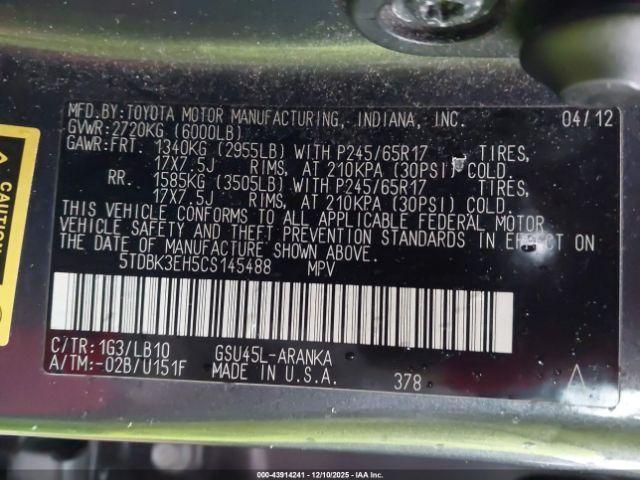 MFD.BY:TOYOTA MOTOR MANUFACTURING, INDIANA, INC. 04/12
GVWR:2720KG (6000LB)
GAWR:FRT. 1340KG (2955LB) WITH P245/65R17 TIRES,
17X7.5J RIMS, AT 210KPA (30PSI) COLD.
RR. 1585KG (3505LB) WITH P245/65R17 TIRES,
17X7.5J RIMS, AT 210KPA (30PSI) COLD.
THIS VEHICLE CONFORMS TO ALL APPLICABLE FEDERAL MOTOR
VEHICLE SAFETY AND THEFT PREVENTION STANDARDS IN EFFECT ON
THE DATE OF MANUFACTURE SHOWN ABOVE.
5TDBK3EH5CS145488 MPV
C/TR:1G3/LB10 GSU45L-ARANKA
A/TM:-02B/U151F MADE IN U.S.A. 378 A
CAUTION
000-43914241 - 12/10/2025 - IAA Inc.